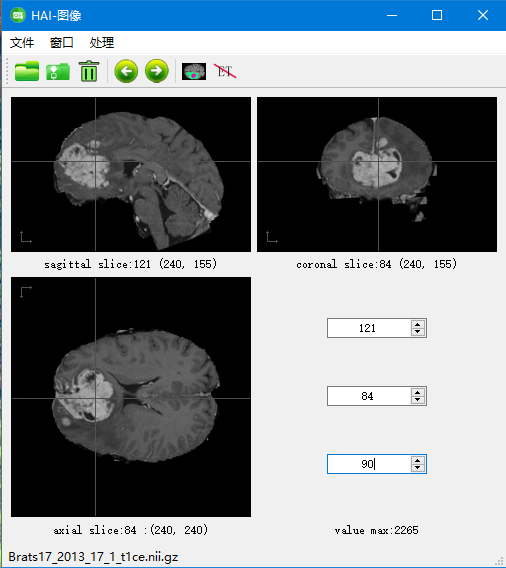 HAI-图像
文件 窗口 处理
ET
sagittal slice:121 (240, 155)
coronal slice:84 (240, 155)
121
84
90
axial slice:84 :(240, 240)
value max:2265
Brats17_2013_17_1_t1ce.nii.gz